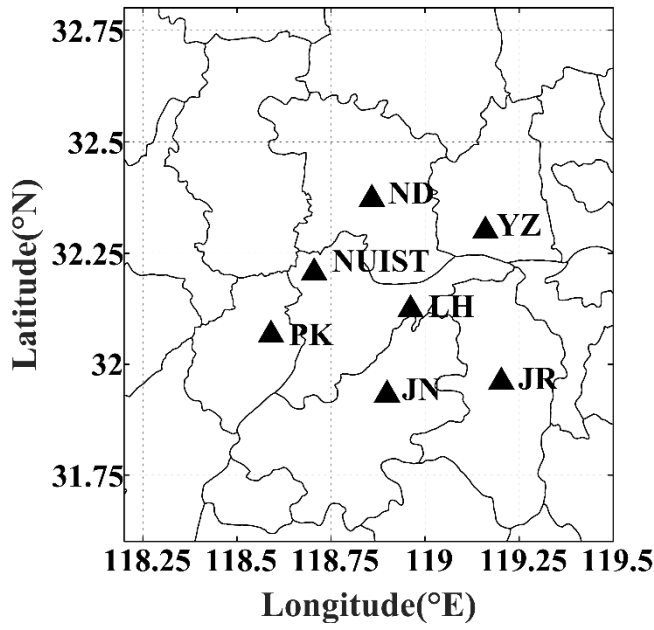 32.75
32.5
32.25
32
31.75
Latitude(°N)
ND
YZ
NUIST
LH
PK
JN
JR
118.25 118.5 118.75 119 119.25 119.5
Longitude(°E)